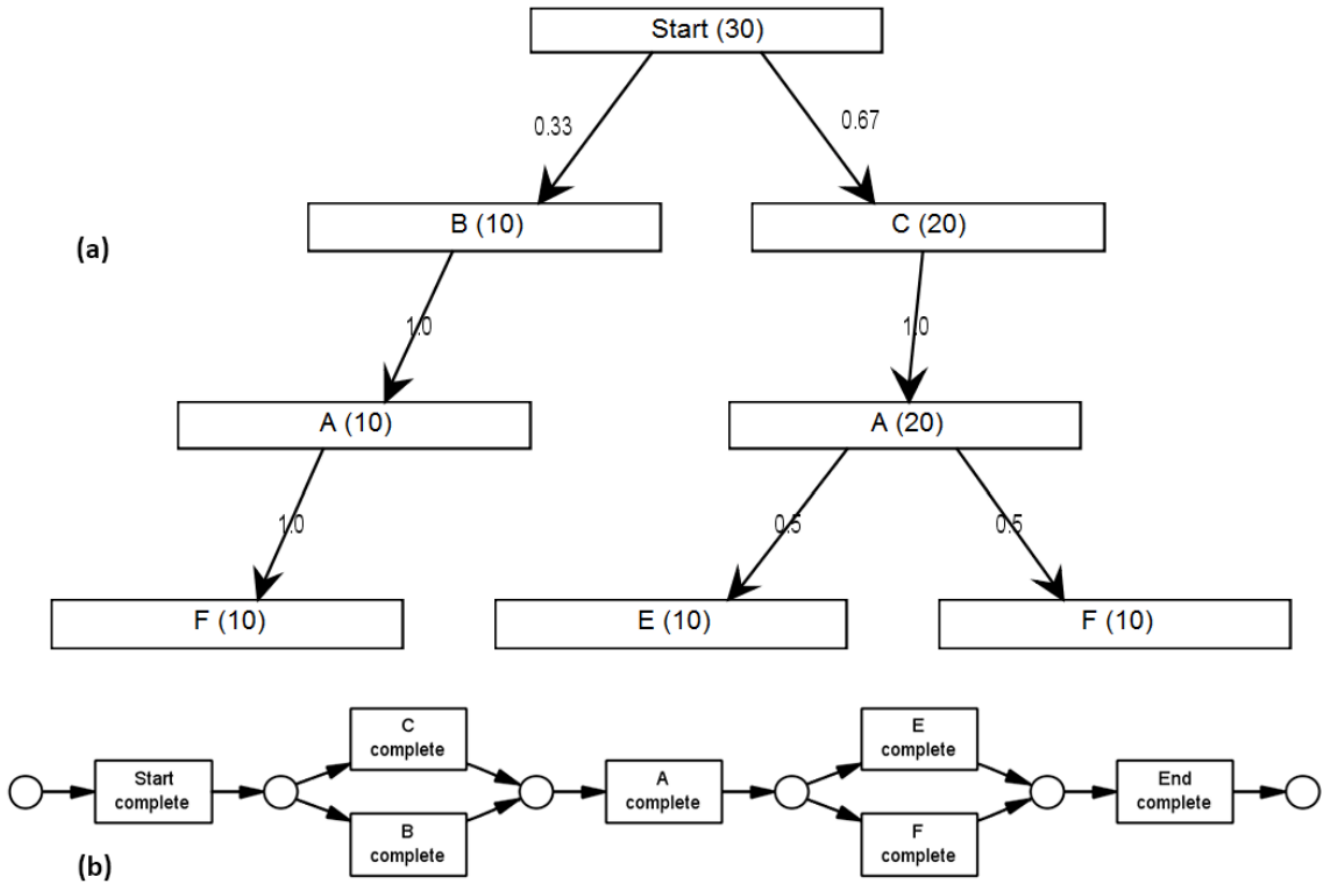 Start (30)
0.33
0.67
B (10)
C (20)
(a)
1.0
1.0
A (10)
A (20)
1.0
0.5
0.5
F (10)
E (10)
F (10)
C
complete
E
complete
Start
complete
A
complete
End
complete
B
complete
F
complete
(b)